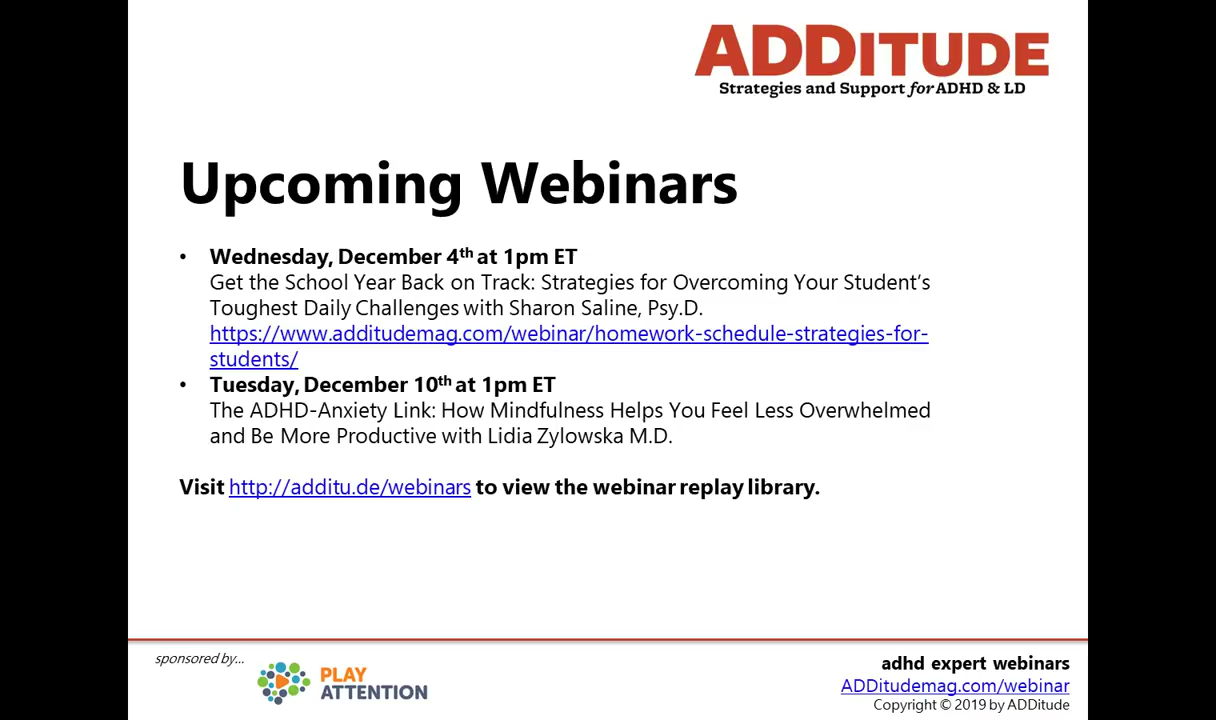 ADDITUDE
Strategies and Support for ADHD & LD
Upcoming Webinars
• Wednesday, December 4th at 1pm ET
Get the School Year Back on Track: Strategies for Overcoming Your Student’s
Toughest Daily Challenges with Sharon Saline, Psy.D.
https://www.additudemag.com/webinar/homework-schedule-strategies-for-
students/
• Tuesday, December 10th at 1pm ET
The ADHD-Anxiety Link: How Mindfulness Helps You Feel Less Overwhelmed
and Be More Productive with Lidia Zylowska M.D.
Visit http://additu.de/webinars to view the webinar replay library.
sponsored by...
PLAY
ATTENTION
adhd expert webinars
ADDitudemag.com/webinar
Copyright © 2019 by ADDitude